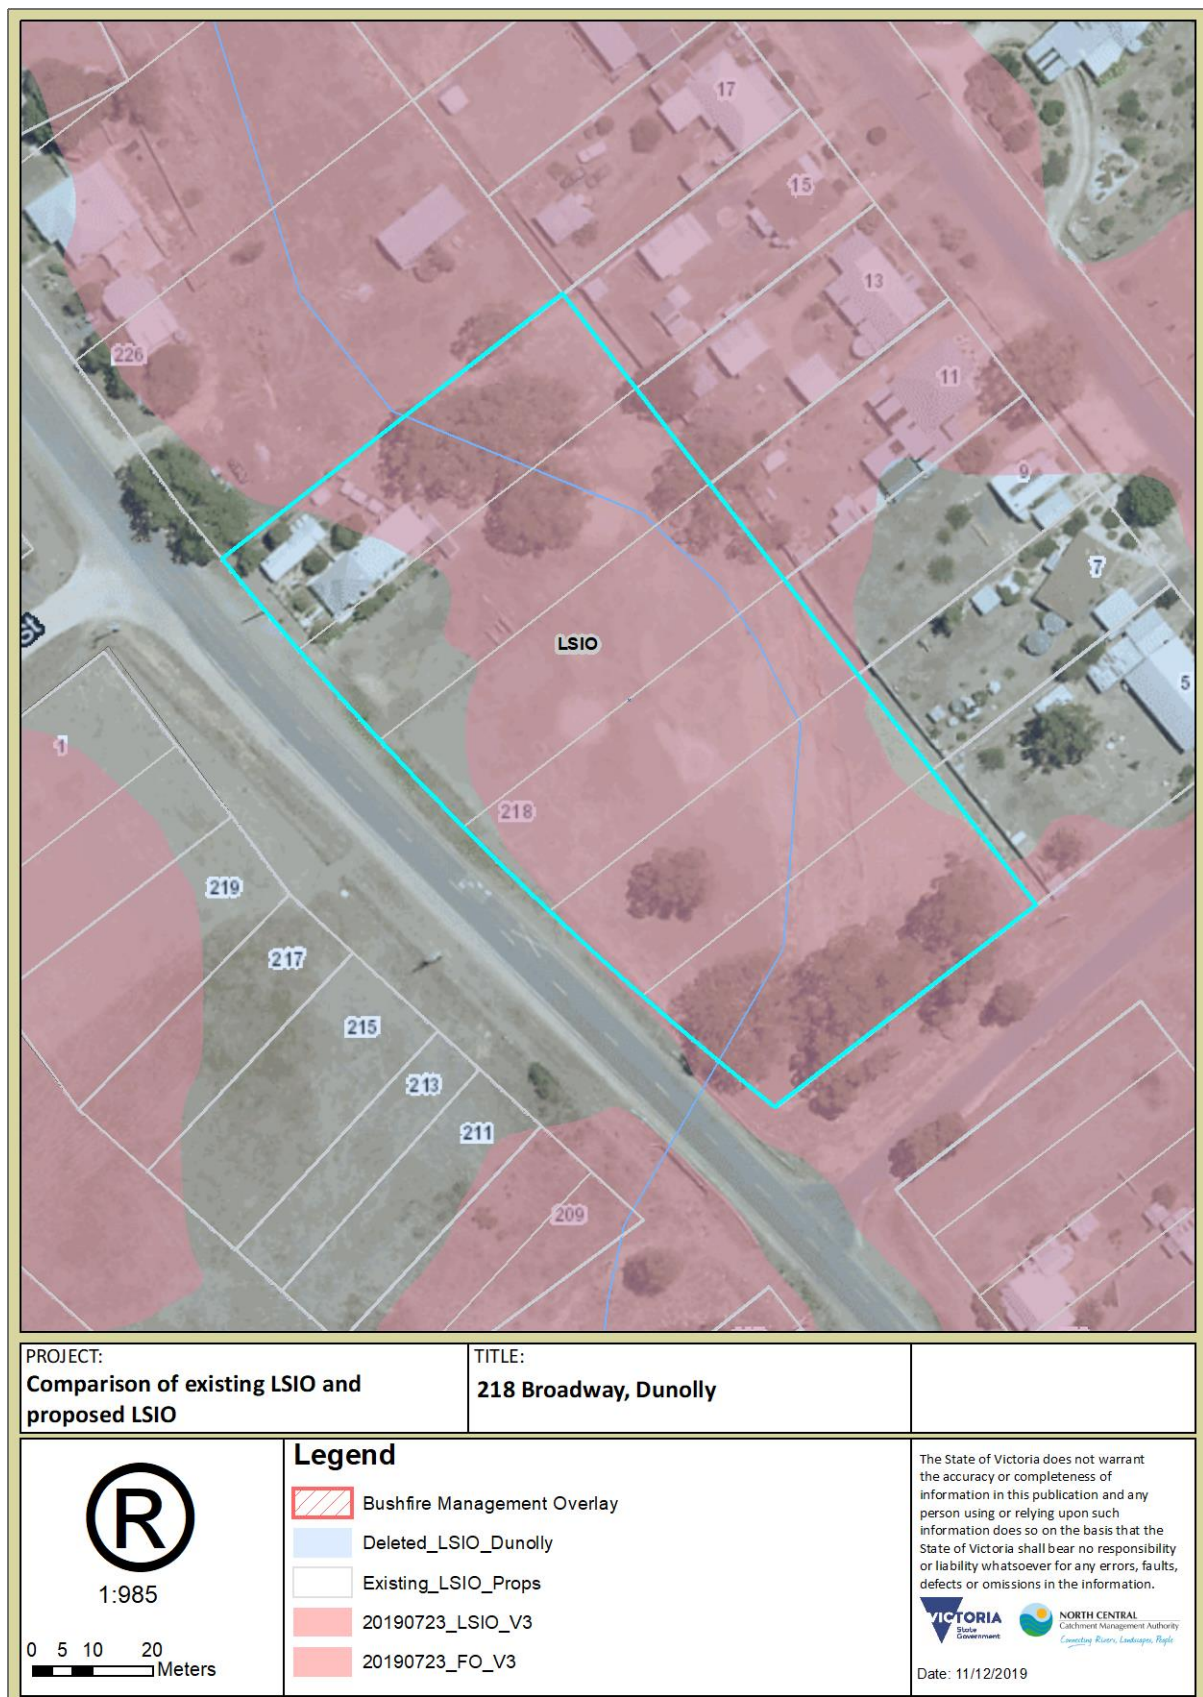 17
15
13
226
11
9
7
St
LSIO
5
1
218
219
217
215
213
211
209
PROJECT:
Comparison of existing LSIO and
proposed LSIO
TITLE:
218 Broadway, Dunolly
R
1:985
0 5 10 20
Meters
Legend
Bushfire Management Overlay
Deleted_LSIO_Dunolly
Existing_LSIO_Props
20190723_LSIO_V3
20190723_FO_V3
The State of Victoria does not warrant
the accuracy or completeness of
information in this publication and any
person using or relying upon such
information does so on the basis that the
State of Victoria shall bear no responsibility
or liability whatsoever for any errors, faults,
defects or omissions in the information.
VICTORIA
State
Government
NORTH CENTRAL
Catchment Management Authority
Connecting Rivers, Landscapes, People
Date: 11/12/2019